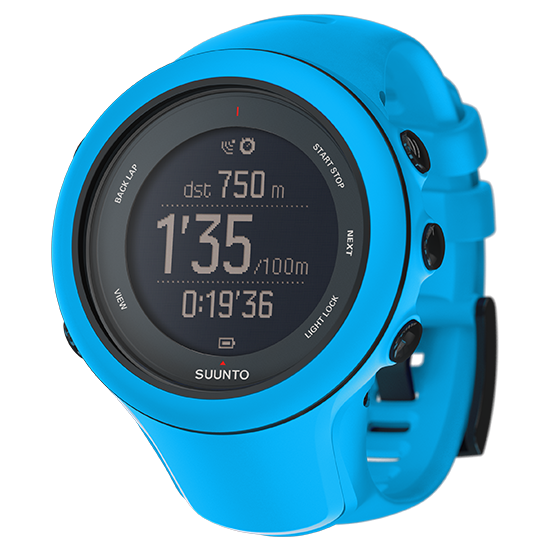 BACK LAP
START STOP
dst 750 m
1'35 /100m
0:19'36
NEXT
VIEW
LIGHT LOCK
SUUNTO